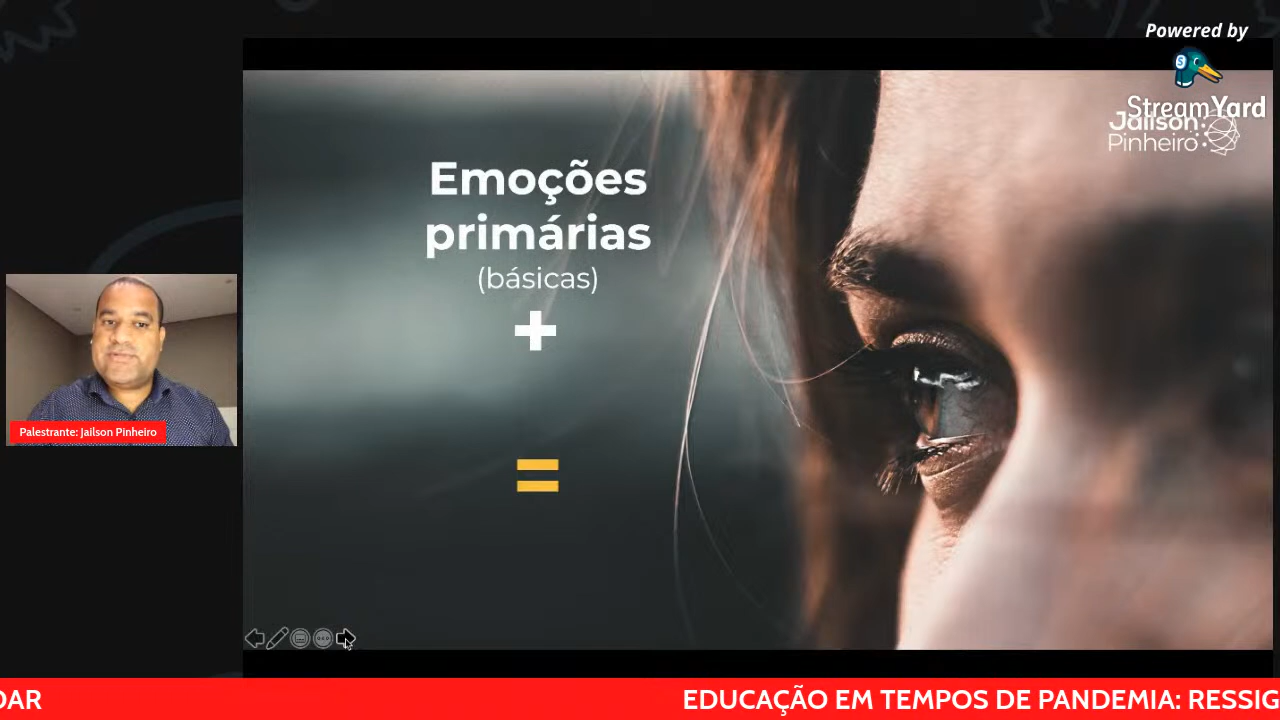 Powered by
StreamYard
Jailson
Pinheiro
Emoções
primárias
(básicas)
+
=
Palestrante: Jailson Pinheiro
DAR
EDUCAÇÃO EM TEMPOS DE PANDEMIA: RESSIG